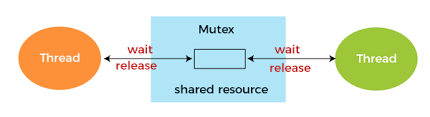 Mutex
Thread
wait
release
wait
release
Thread
shared resource